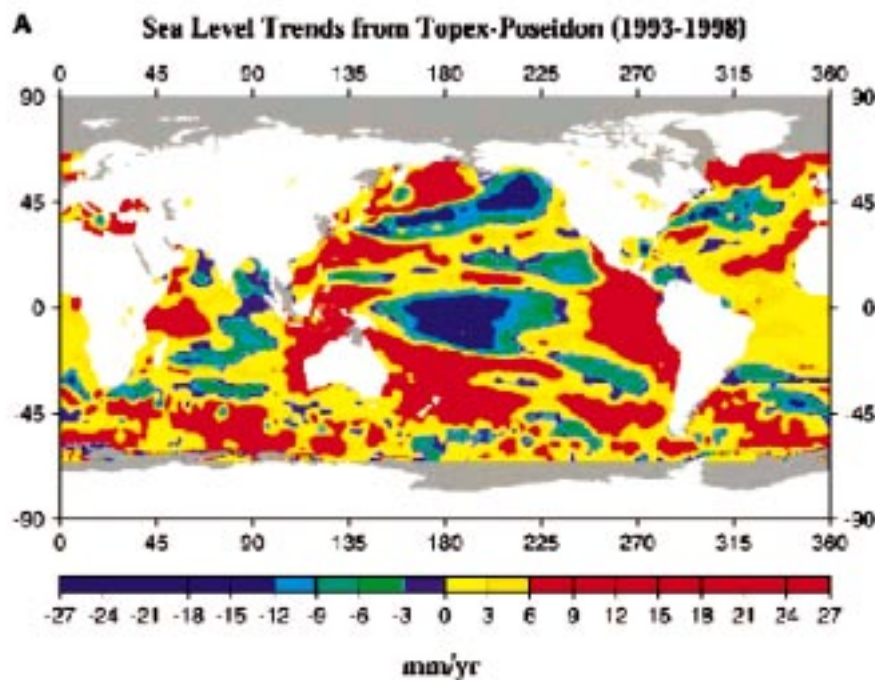 A Sea Level Trends from Topex-Poseidon (1993-1998)
0 45 90 135 180 225 270 315 360
90 90
45 45
0 0
-45 -45
-90 -90
0 45 90 135 180 225 270 315 360
-27 -24 -21 -18 -15 -12 -9 -6 -3 0 3 6 9 12 15 18 21 24 27
mm/yr